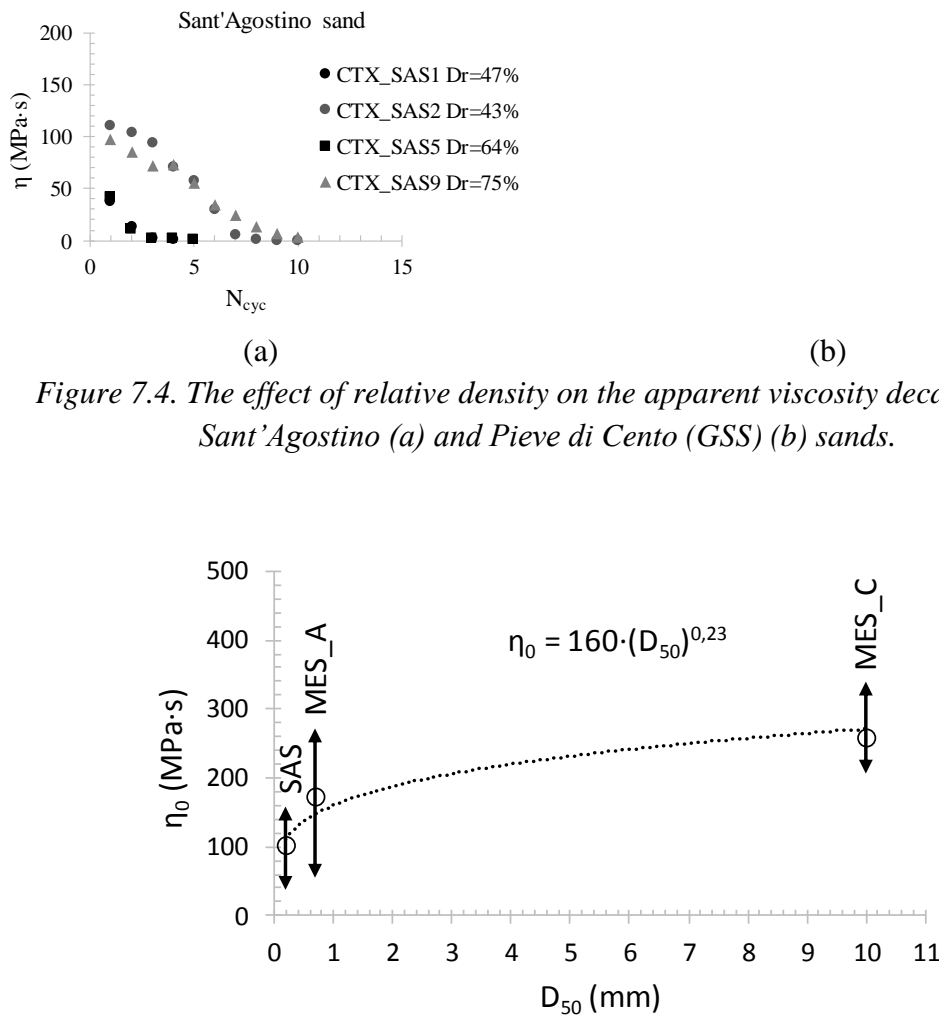 Sant'Agostino sand
200
150
100
50
0
η (MPa·s)
CTX_SAS1 Dr=47%
CTX_SAS2 Dr=43%
CTX_SAS5 Dr=64%
CTX_SAS9 Dr=75%
0 5 10 15
N_cyc
(a) (b)
Figure 7.4. The effect of relative density on the apparent viscosity deca
Sant'Agostino (a) and Pieve di Cento (GSS) (b) sands.
500
400
300
200
100
0
η₀ (MPa·s)
SAS
MES_A
η₀ = 160·(D₅₀)^0,23
MES_C
0 1 2 3 4 5 6 7 8 9 10 11
D₅₀ (mm)